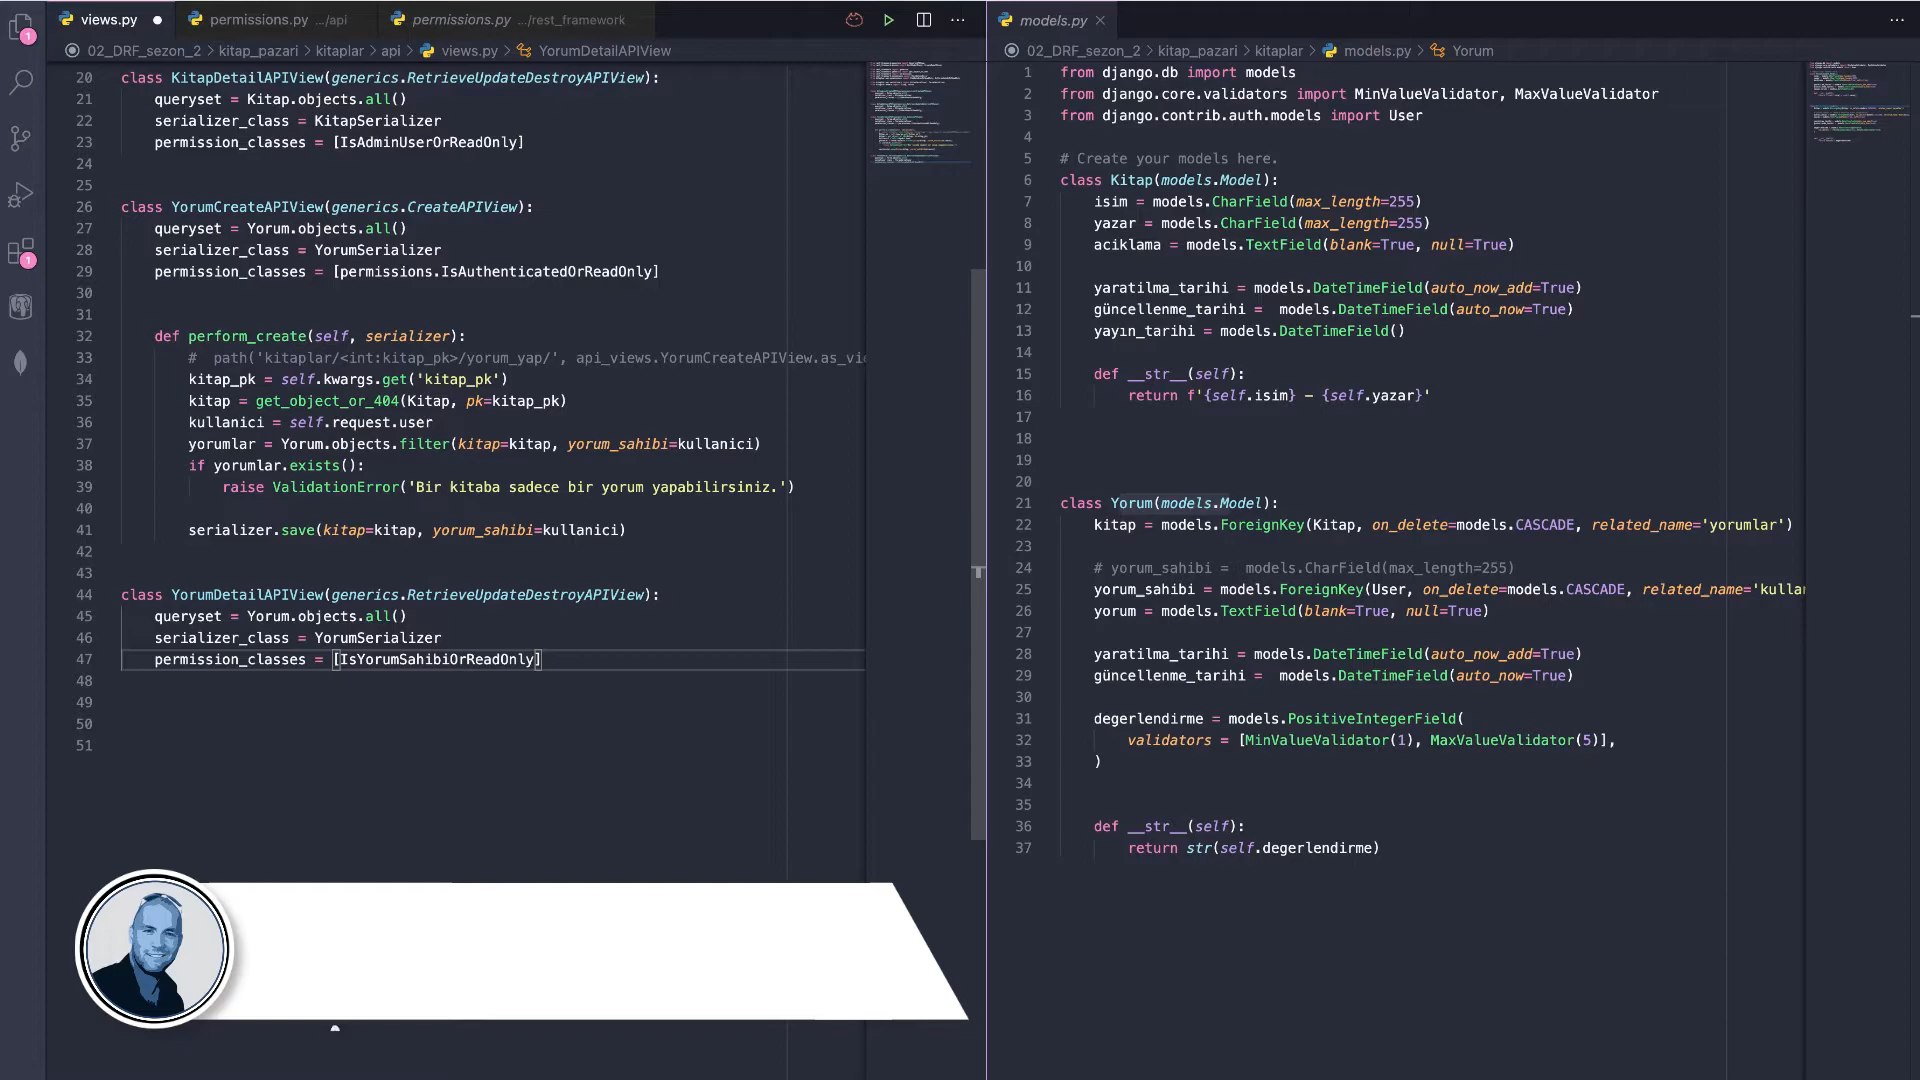 views.py
permissions.py .../api
permissions.py .../rest_framework
02_DRF_sezon_2 > kitap_pazari > kitaplar > api > views.py > YorumDetailAPIView
20 class KitapDetailAPIView(generics.RetrieveUpdateDestroyAPIView):
21 queryset = Kitap.objects.all()
22 serializer_class = KitapSerializer
23 permission_classes = [IsAdminUserOrReadOnly]
24
25
26 class YorumCreateAPIView(generics.CreateAPIView):
27 queryset = Yorum.objects.all()
28 serializer_class = YorumSerializer
29 permission_classes = [permissions.IsAuthenticatedOrReadOnly]
30
31
32 def perform_create(self, serializer):
33 # path('kitaplar/<int:kitap_pk>/yorum_yap/', api_views.YorumCreateAPIView.as_vie
34 kitap_pk = self.kwargs.get('kitap_pk')
35 kitap = get_object_or_404(Kitap, pk=kitap_pk)
36 kullanici = self.request.user
37 yorumlar = Yorum.objects.filter(kitap=kitap, yorum_sahibi=kullanici)
38 if yorumlar.exists():
39 raise ValidationError('Bir kitaba sadece bir yorum yapabilirsiniz.')
40
41 serializer.save(kitap=kitap, yorum_sahibi=kullanici)
42
43
44 class YorumDetailAPIView(generics.RetrieveUpdateDestroyAPIView):
45 queryset = Yorum.objects.all()
46 serializer_class = YorumSerializer
47 permission_classes = [IsYorumSahibiOrReadOnly]
48
49
50
51
1
1
models.py
02_DRF_sezon_2 > kitap_pazari > kitaplar > models.py > Yorum
1 from django.db import models
2 from django.core.validators import MinValueValidator, MaxValueValidator
3 from django.contrib.auth.models import User
4
5 # Create your models here.
6 class Kitap(models.Model):
7 isim = models.CharField(max_length=255)
8 yazar = models.CharField(max_length=255)
9 aciklama = models.TextField(blank=True, null=True)
10
11 yaratilma_tarihi = models.DateTimeField(auto_now_add=True)
12 güncellenme_tarihi =  models.DateTimeField(auto_now=True)
13 yayın_tarihi = models.DateTimeField()
14
15 def __str__(self):
16 return f'{self.isim} – {self.yazar}'
17
18
19
20
21 class Yorum(models.Model):
22 kitap = models.ForeignKey(Kitap, on_delete=models.CASCADE, related_name='yorumlar')
23
24 # yorum_sahibi =  models.CharField(max_length=255)
25 yorum_sahibi = models.ForeignKey(User, on_delete=models.CASCADE, related_name='kullan
26 yorum = models.TextField(blank=True, null=True)
27
28 yaratilma_tarihi = models.DateTimeField(auto_now_add=True)
29 güncellenme_tarihi =  models.DateTimeField(auto_now=True)
30
31 degerlendirme = models.PositiveIntegerField(
32 validators = [MinValueValidator(1), MaxValueValidator(5)],
33 )
34
35
36 def __str__(self):
37 return str(self.degerlendirme)